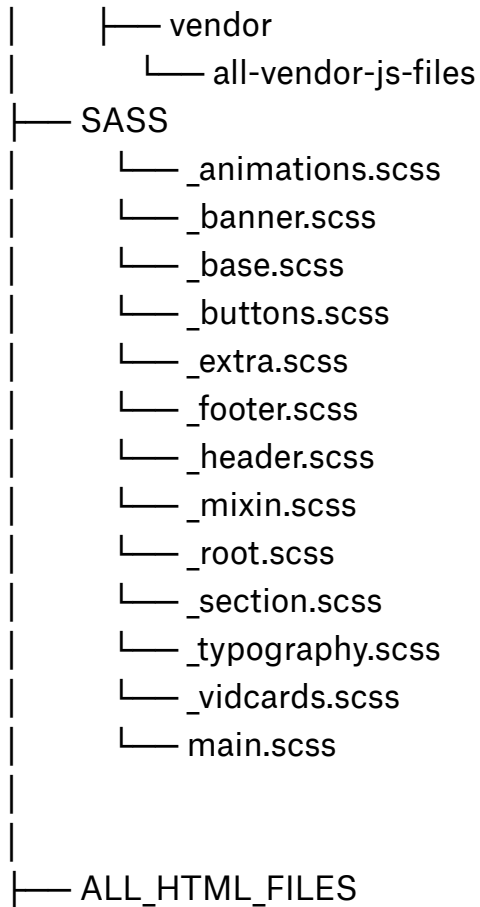 vendor
all-vendor-js-files
SASS
_animations.scss
_banner.scss
_base.scss
_buttons.scss
_extra.scss
_footer.scss
_header.scss
_mixin.scss
_root.scss
_section.scss
_typography.scss
_vidcards.scss
main.scss
ALL_HTML_FILES